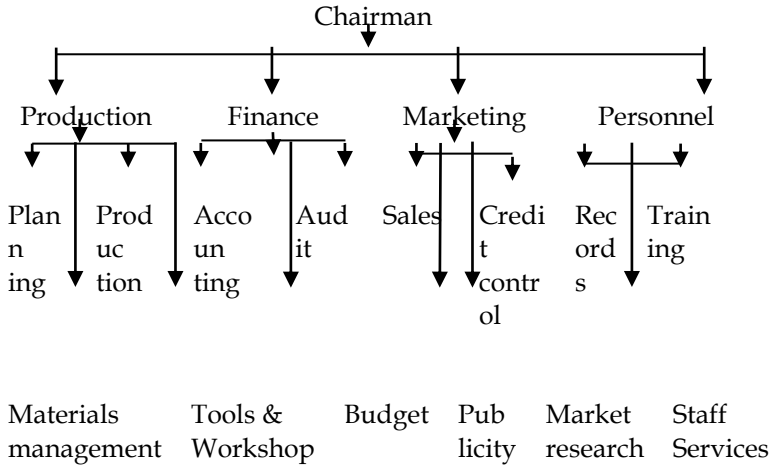 Chairman
Production Finance Marketing Personnel
Plan Prod Acco Aud Sales Credi Rec Train
n uc un it t ord ing
ing tion ting contr s
ol
Materials Tools & Budget Pub Market Staff
management Workshop licity research Services